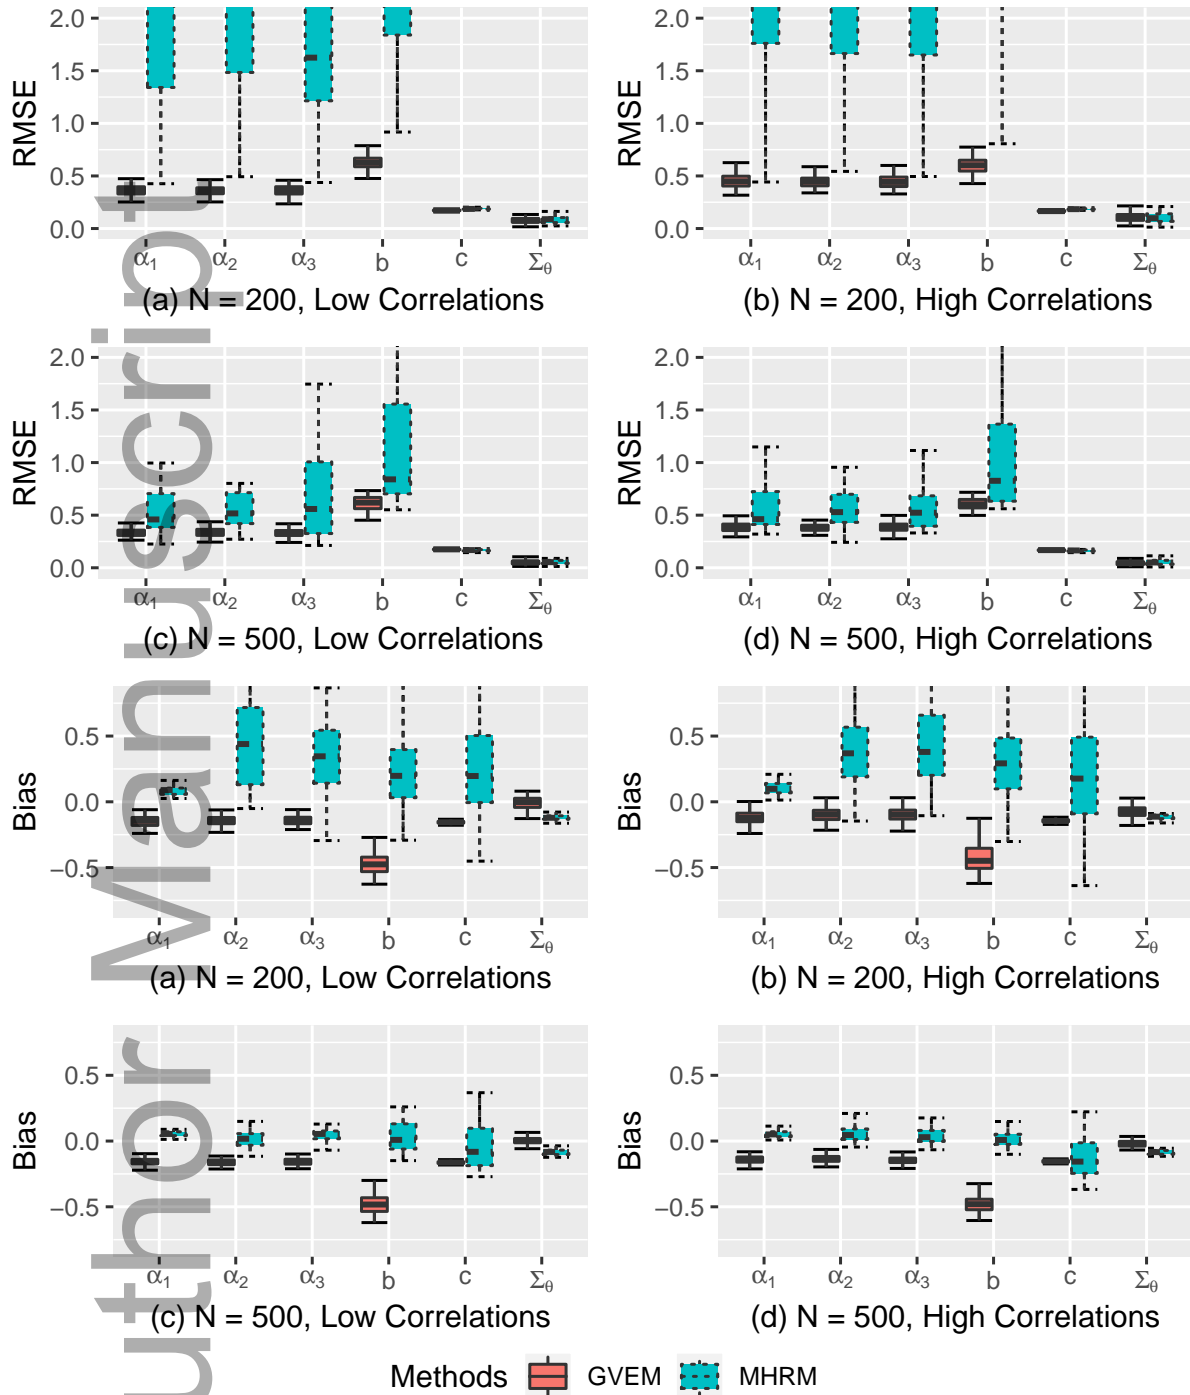 RMSE
2.0
1.5
1.0
0.5
0.0
α1 α2 α3 b c Σθ
(a) N = 200, Low Correlations
RMSE
2.0
1.5
1.0
0.5
0.0
α1 α2 α3 b c Σθ
(b) N = 200, High Correlations
RMSE
2.0
1.5
1.0
0.5
0.0
α1 α2 α3 b c Σθ
(c) N = 500, Low Correlations
RMSE
2.0
1.5
1.0
0.5
0.0
α1 α2 α3 b c Σθ
(d) N = 500, High Correlations
Bias
0.5
0.0
−0.5
α1 α2 α3 b c Σθ
(a) N = 200, Low Correlations
Bias
0.5
0.0
−0.5
α1 α2 α3 b c Σθ
(b) N = 200, High Correlations
Bias
0.5
0.0
−0.5
α1 α2 α3 b c Σθ
(c) N = 500, Low Correlations
Bias
0.5
0.0
−0.5
α1 α2 α3 b c Σθ
(d) N = 500, High Correlations
Methods GVEM MHRM
uthor Manuscript